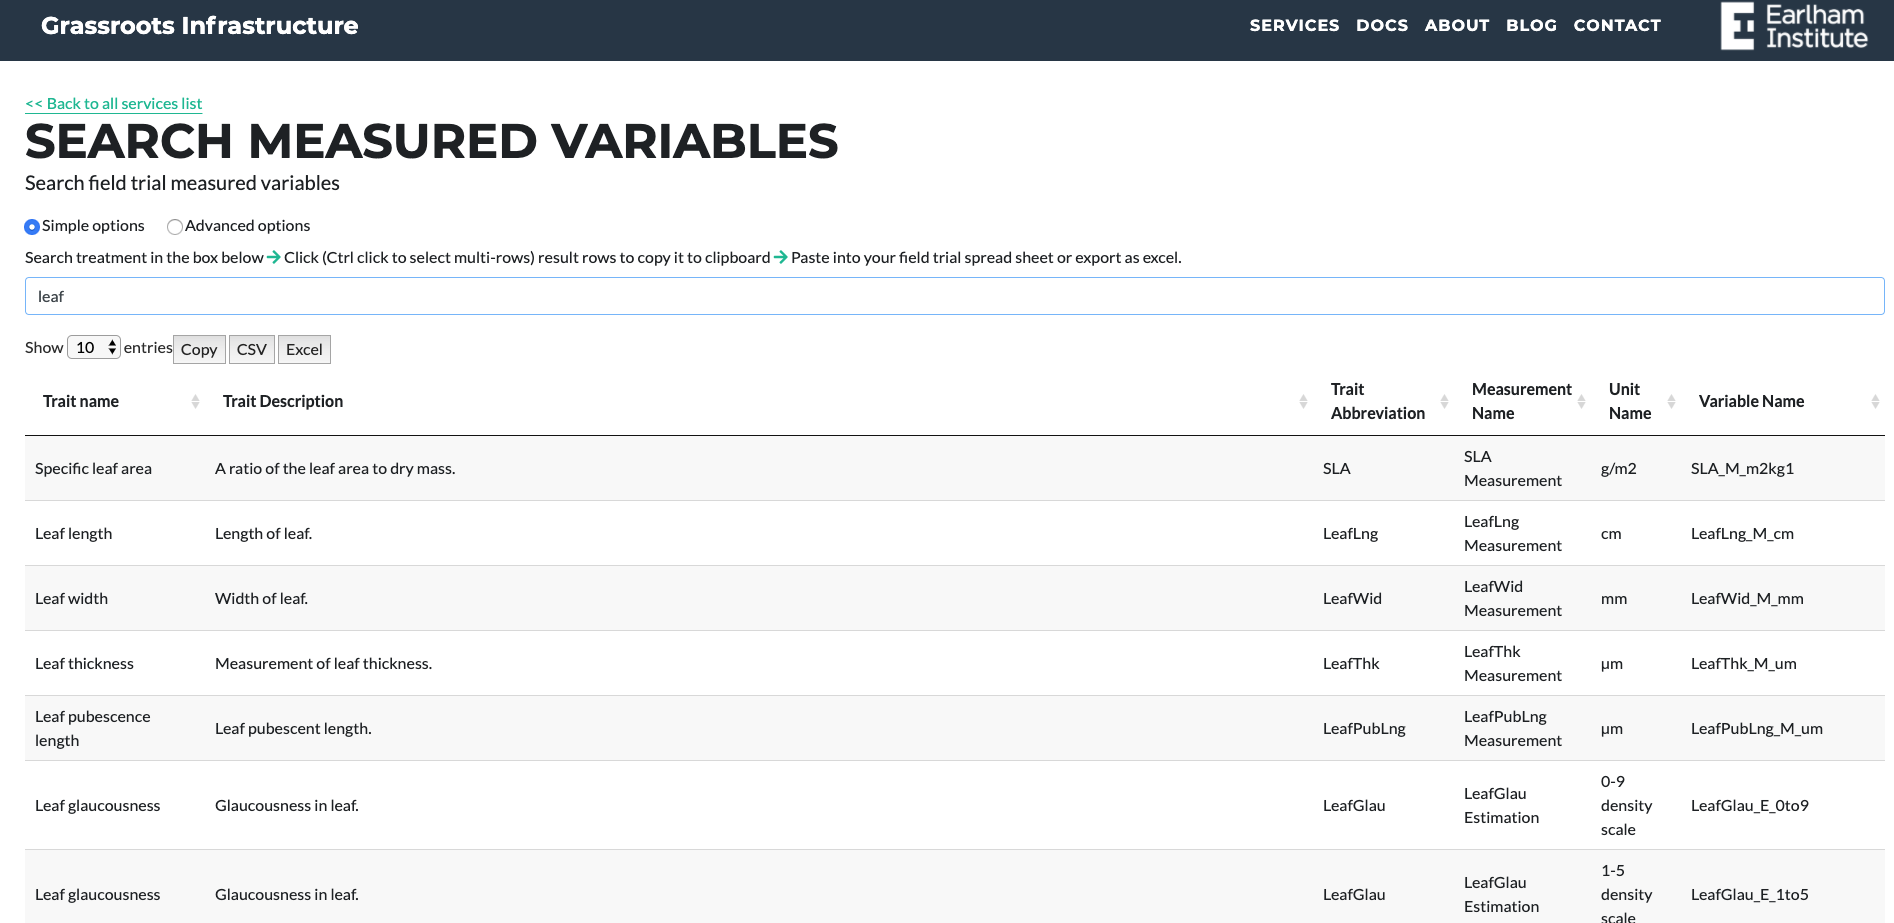 Grassroots Infrastructure
SERVICES DOCS ABOUT BLOG CONTACT
Earlham
Institute
<< Back to all services list
SEARCH MEASURED VARIABLES
Search field trial measured variables
Simple options Advanced options
Search treatment in the box below → Click (Ctrl click to select multi-rows) result rows to copy it to clipboard → Paste into your field trial spread sheet or export as excel.
leaf
Show 10 entries Copy CSV Excel
Trait name Trait Description Trait Abbreviation Measurement Name Unit Name Variable Name
Specific leaf area A ratio of the leaf area to dry mass. SLA SLA Measurement g/m2 SLA_M_m2kg1
Leaf length Length of leaf. LeafLng LeafLng Measurement cm LeafLng_M_cm
Leaf width Width of leaf. LeafWid LeafWid Measurement mm LeafWid_M_mm
Leaf thickness Measurement of leaf thickness. LeafThk LeafThk Measurement µm LeafThk_M_um
Leaf pubescence length Leaf pubescent length. LeafPubLng LeafPubLng Measurement µm LeafPubLng_M_um
Leaf glaucousness Glaucousness in leaf. LeafGlau LeafGlau Estimation 0-9 density scale LeafGlau_E_0to9
Leaf glaucousness Glaucousness in leaf. LeafGlau LeafGlau Estimation 1-5 density scale LeafGlau_E_1to5